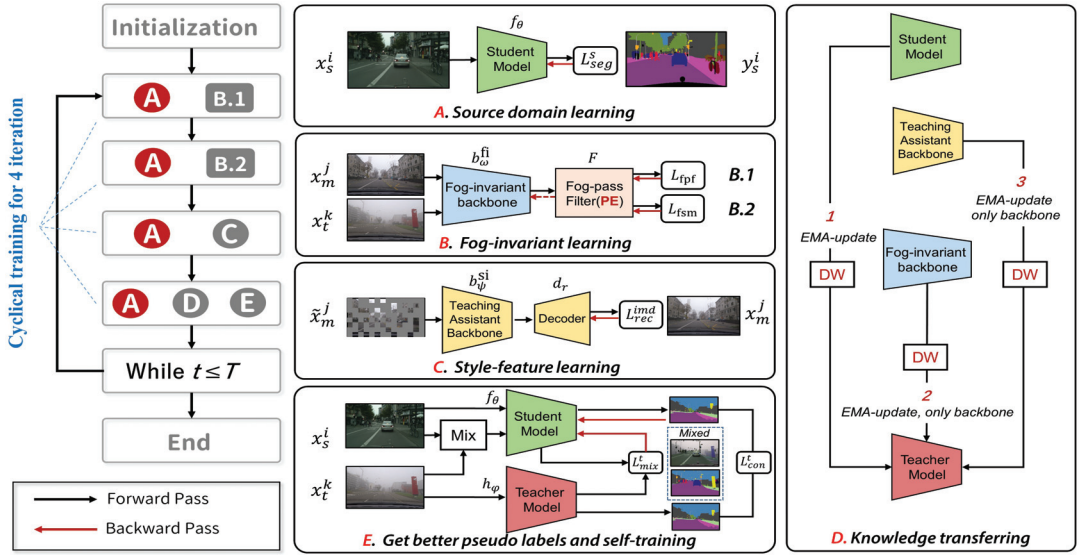 Initialization
A
B.1
A
B.2
A
C
A
D
E
While t ≤ T
End
Cyclical training for 4 iteration
Forward Pass
Backward Pass
f_θ
x_s^i
Student
Model
L_seg^s
y_s^i
A. Source domain learning
b_ω^fi
F
x_m^j
x_t^k
Fog-invariant
backbone
Fog-pass
Filter(PE)
L_fpf
B.1
L_fsm
B.2
B. Fog-invariant learning
b_ψ^si
d_r
x̃_m^j
Teaching
Assistant
Backbone
Decoder
L_rec^imd
x_m^j
C. Style-feature learning
f_θ
x_s^i
Mix
Student
Model
Mixed
x_t^k
h_φ
Teacher
Model
L_mix^t
L_con^t
E. Get better pseudo labels and self-training
Student
Model
Teaching
Assistant
Backbone
1
EMA-update
DW
3
EMA-update
only backbone
DW
Fog-invariant
backbone
DW
2
EMA-update, only backbone
Teacher
Model
D. Knowledge transferring